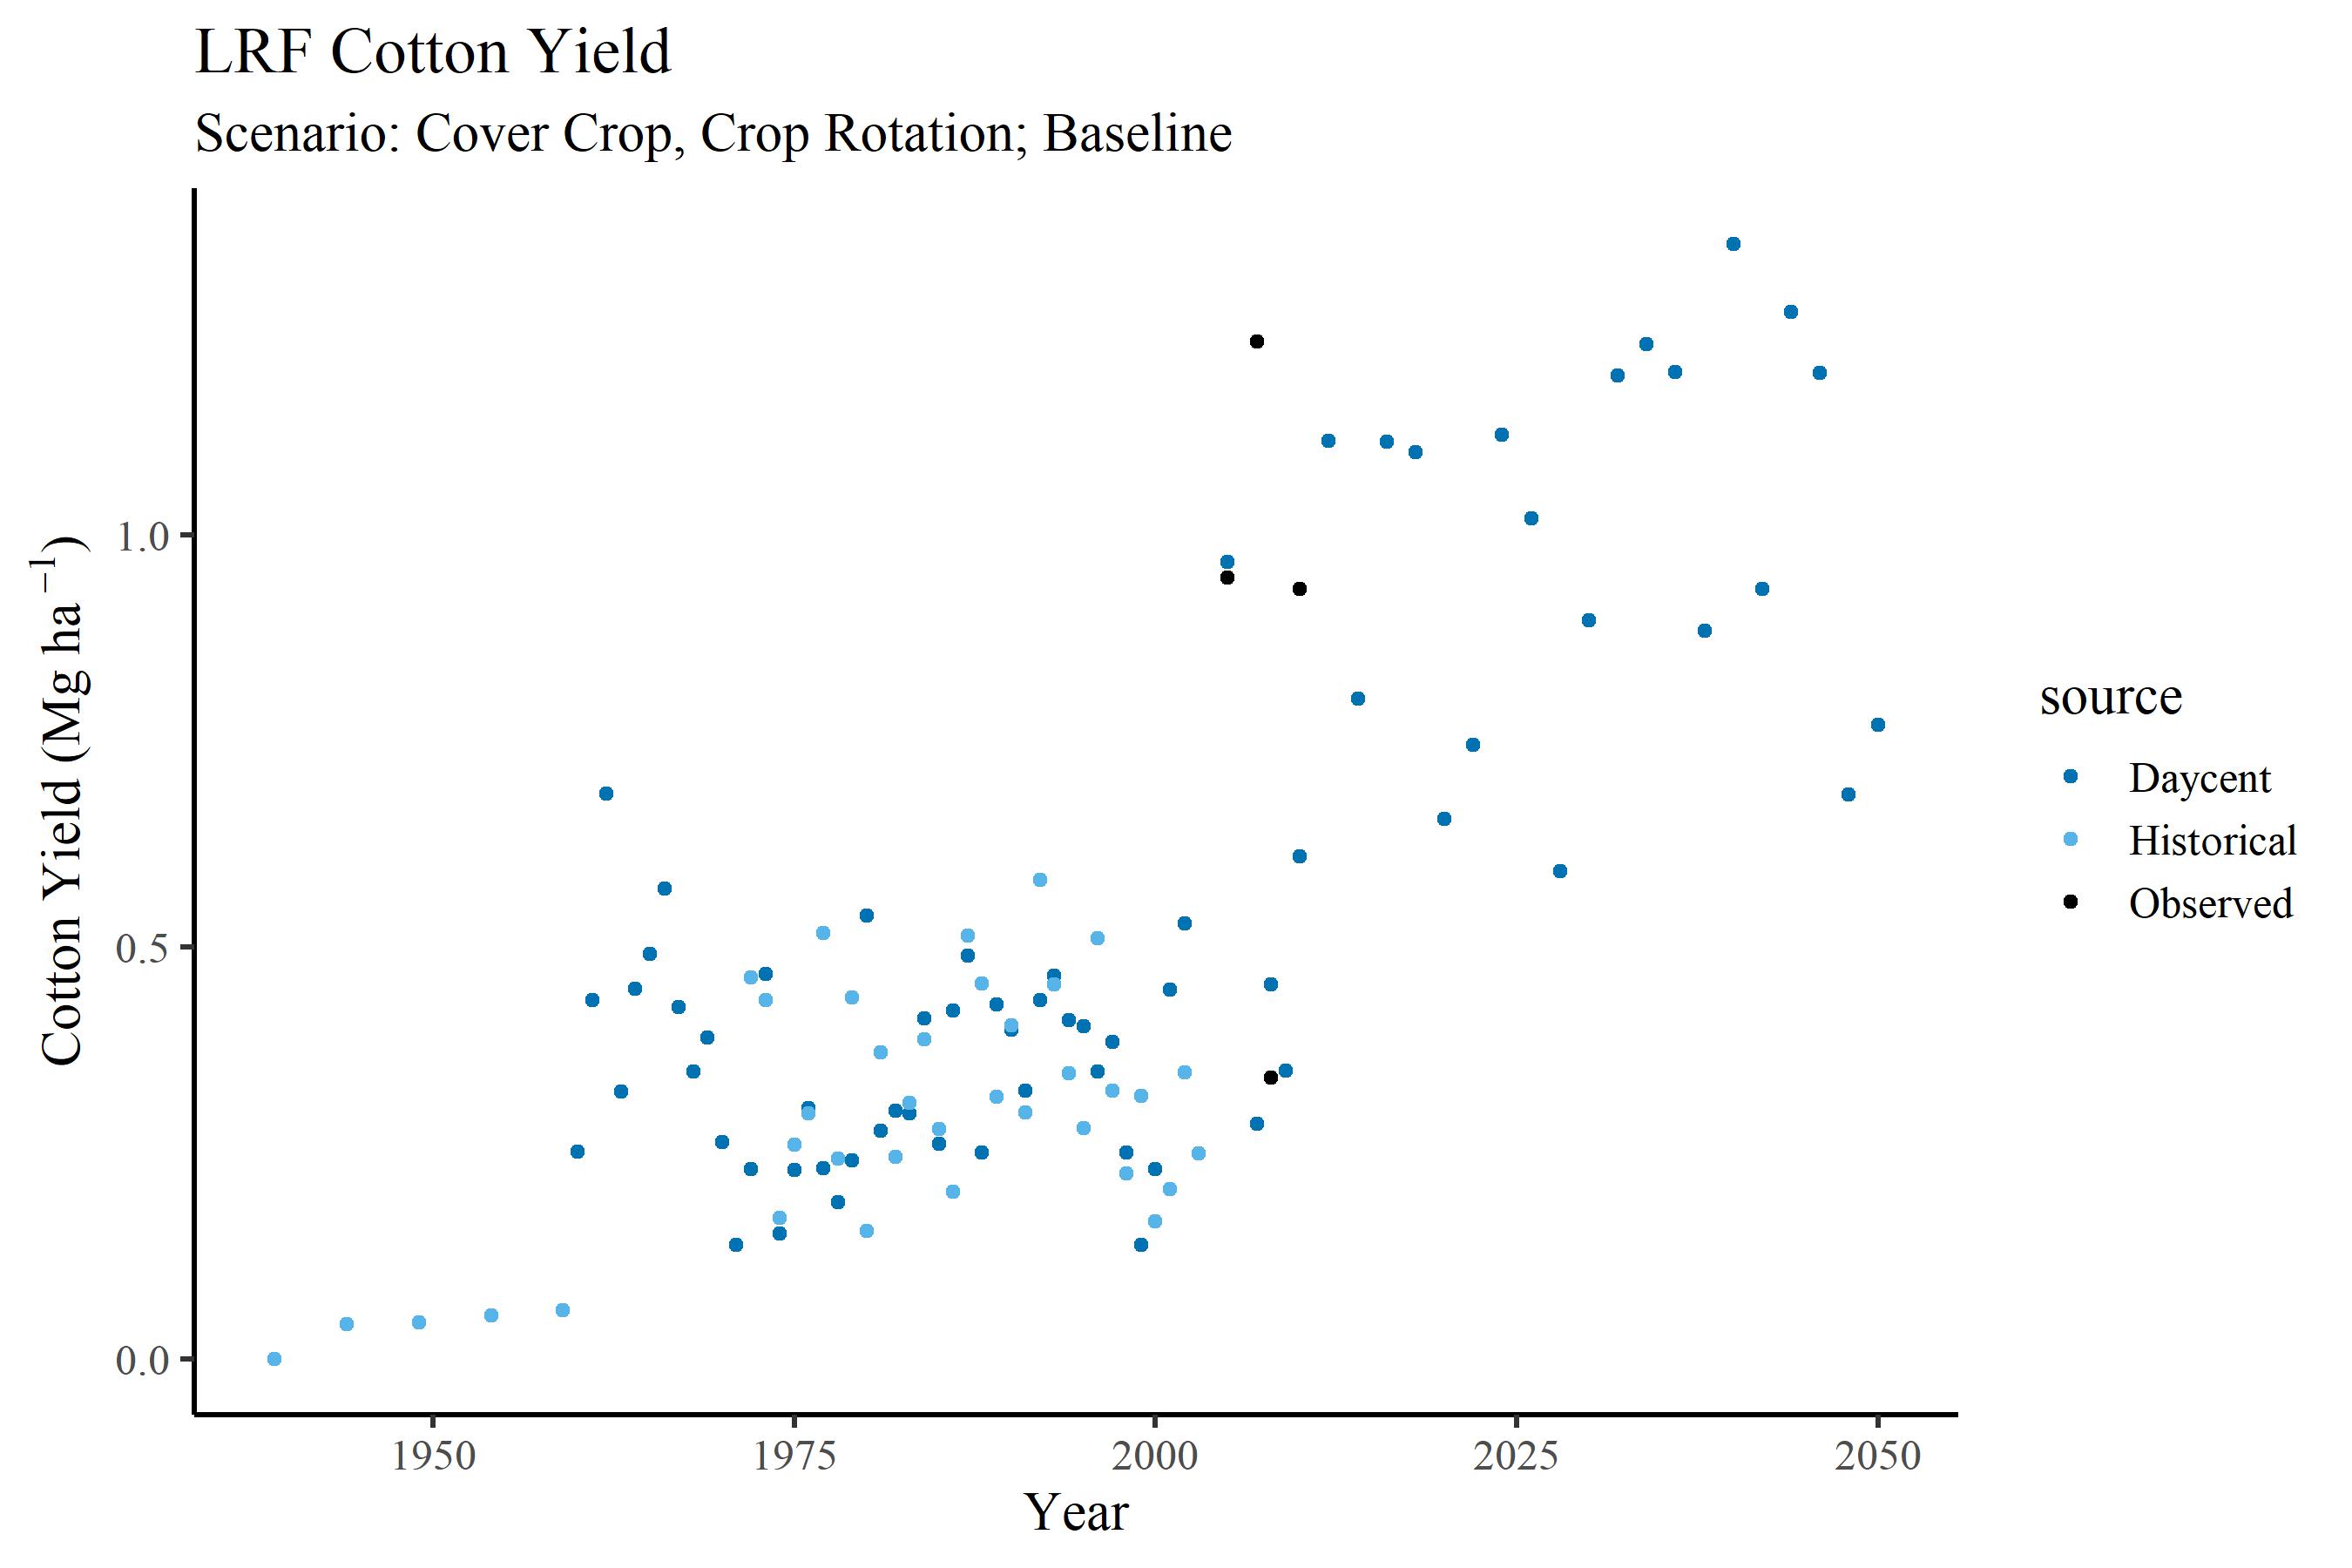 LRF Cotton Yield
Scenario: Cover Crop, Crop Rotation; Baseline
Cotton Yield (Mg ha⁻¹)
1.0
0.5
0.0
1950 1975 2000 2025 2050
Year
source
Daycent
Historical
Observed